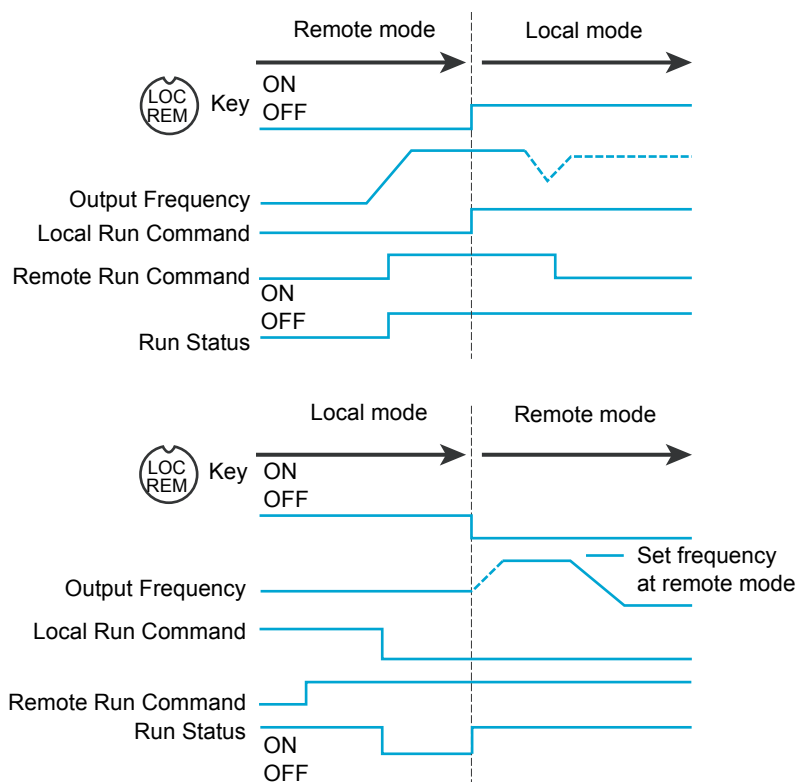 Remote mode
Local mode
LOC
REM
Key
ON
OFF
Output Frequency
Local Run Command
Remote Run Command
ON
OFF
Run Status
Local mode
Remote mode
LOC
REM
Key
ON
OFF
Output Frequency
Set frequency
at remote mode
Local Run Command
Remote Run Command
Run Status
ON
OFF